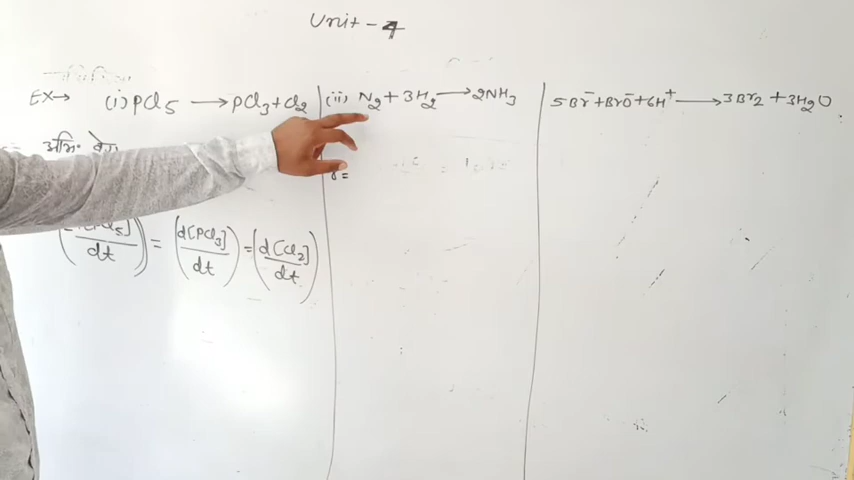 Unit - 4
EX→ (i) PCl5 → PCl3 + Cl2
(ii) N2 + 3H2 → 2NH3
5Br⁻ + BrO⁻ + 6H⁺ → 3Br2 + 3H2O
अभि. वेग
r =
dt = (d[PCl3]/dt) = (d[Cl2]/dt)